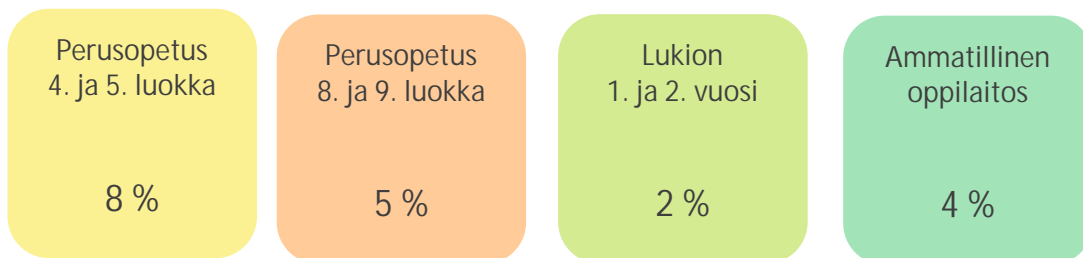 Perusopetus
4. ja 5. luokka
8 %
Perusopetus
8. ja 9. luokka
5 %
Lukion
1. ja 2. vuosi
2 %
Ammatillinen
oppilaitos
4 %